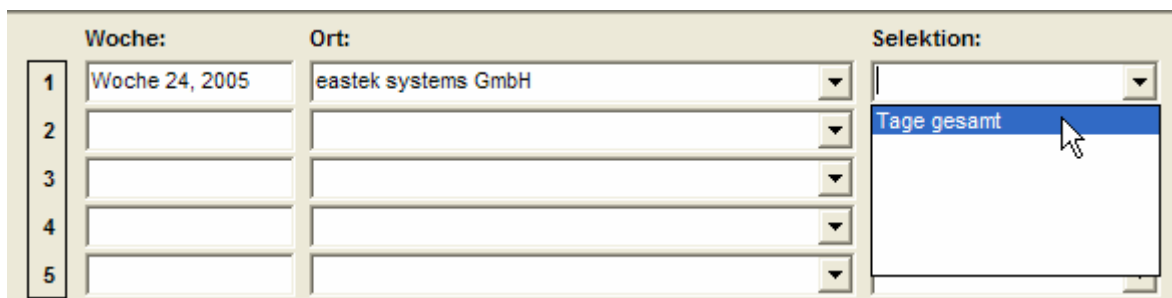 Woche: Ort: Selektion:
1 Woche 24, 2005 eastek systems GmbH
2 Tage gesamt
3
4
5